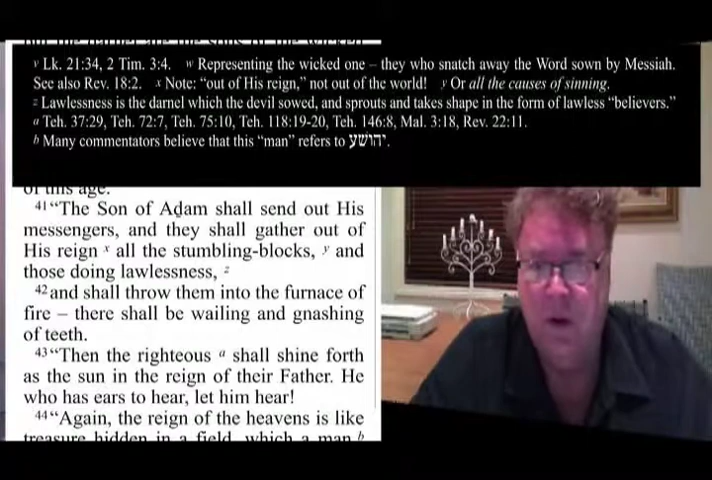 v Lk. 21:34, 2 Tim. 3:4. w Representing the wicked one – they who snatch away the Word sown by Messiah.
See also Rev. 18:2. x Note: “out of His reign,” not out of the world! y Or all the causes of sinning.
z Lawlessness is the darnel which the devil sowed, and sprouts and takes shape in the form of lawless “believers.”
a Teh. 37:29, Teh. 72:7, Teh. 75:10, Teh. 118:19-20, Teh. 146:8, Mal. 3:18, Rev. 22:11.
b Many commentators believe that this “man” refers to יהושע.
of this age.
41“The Son of Aḏam shall send out His
messengers, and they shall gather out of
His reign x all the stumbling-blocks, y and
those doing lawlessness, z
42and shall throw them into the furnace of
fire – there shall be wailing and gnashing
of teeth.
43“Then the righteous a shall shine forth
as the sun in the reign of their Father. He
who has ears to hear, let him hear!
44“Again, the reign of the heavens is like
treasure hidden in a field, which a man b